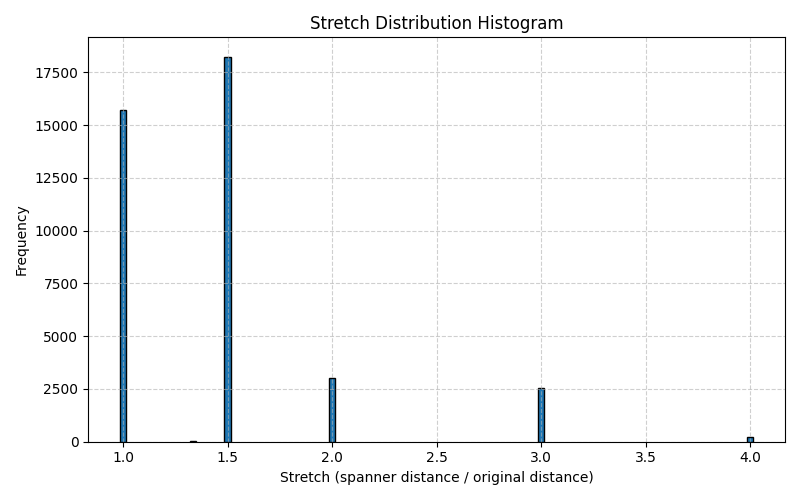 Stretch Distribution Histogram
Frequency
17500
15000
12500
10000
7500
5000
2500
0
1.0 1.5 2.0 2.5 3.0 3.5 4.0
Stretch (spanner distance / original distance)